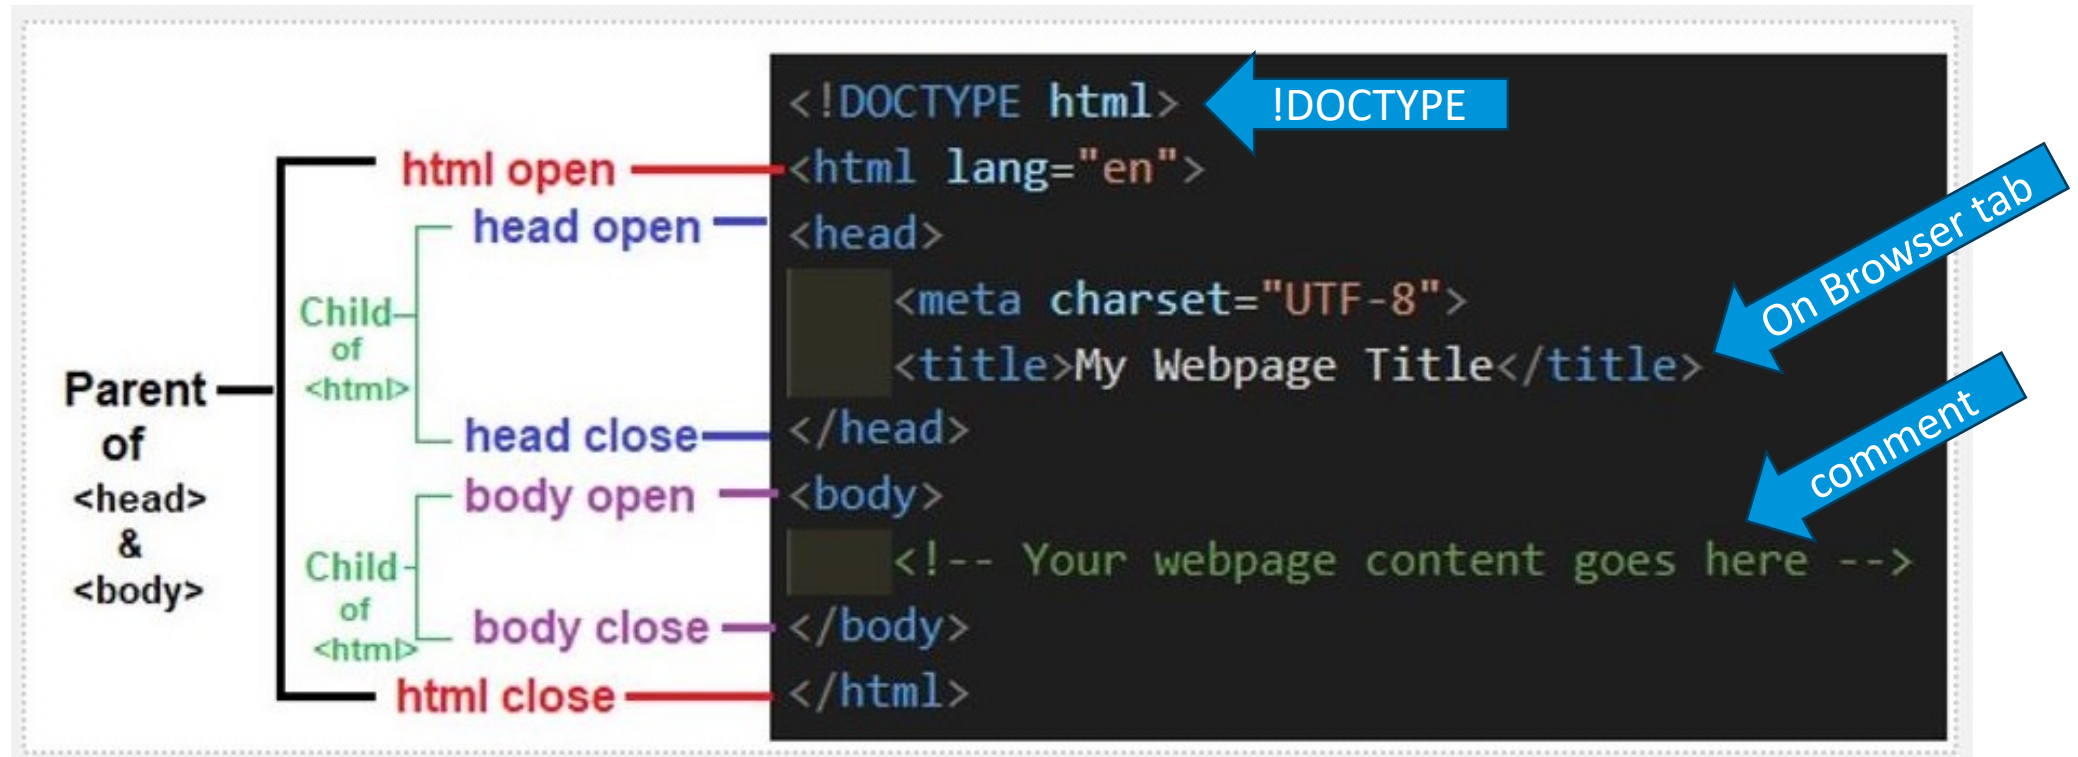 <!DOCTYPE html>
!DOCTYPE
html open
<html lang="en">
head open
<head>
On Browser tab
Child
of
<html>
<meta charset="UTF-8">
<title>My Webpage Title</title>
Parent
of
<head>
&
<body>
head close
</head>
comment
body open
<body>
Child
of
<html>
<!-- Your webpage content goes here -->
body close
</body>
html close
</html>